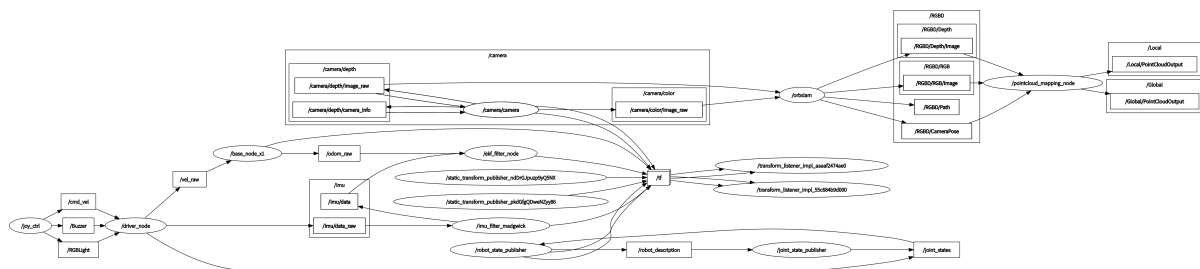 /RGBD
/RGBD/Depth
/RGBD/Depth/Image
/Local
/camera
/Local/PointCloudOutput
/camera/depth
/RGBD/RGB
/camera/depth/image_raw
/RGBD/RGB/Image
/pointcloud_mapping_node
/camera/color
/orbslam
/Global
/camera/depth/camera_info
/camera/camera
/camera/color/image_raw
/RGBD/Path
/Global/PointCloudOutput
/RGBD/CameraPose
/base_node_x1
/odom_raw
/ekf_filter_node
/transform_listener_impl_aaaaf2474ae0
/vel_raw
/tf
/imu
/transform_listener_impl_55c684b9d000
/cmd_vel
/imu/data
/joy_ctrl
/Buzzer
/driver_node
/imu/data_raw
/imu_filter_madgwick
/RGBLight
/robot_state_publisher
/robot_description
/joint_state_publisher
/joint_states